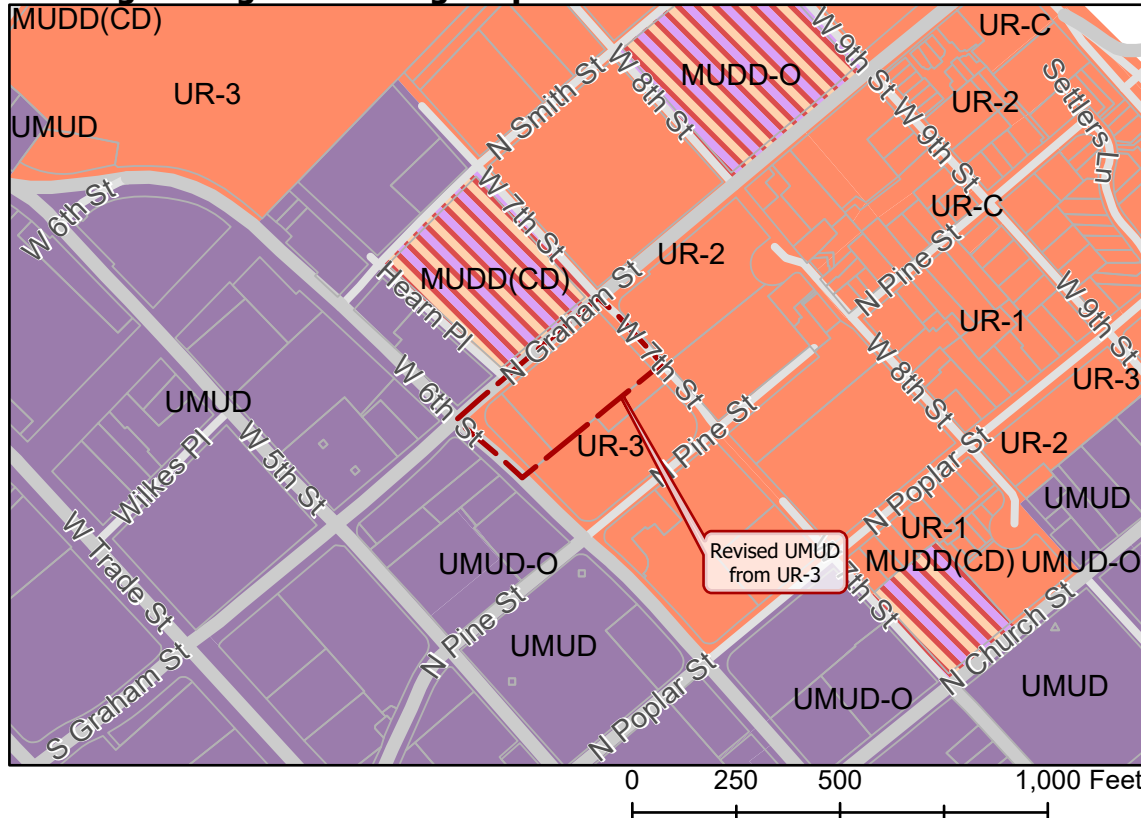 MUDD(CD)
UR-3
UMUD
W 6th St
N Smith St
W 8th St
MUDD-O
W 9th St
W 9th St
UR-C
UR-2
Settlers Ln
W 7th St
MUDD(CD)
Hearn Pl
N Graham St
UR-2
UR-C
N Pine St
UR-1
W 9th St
W 8th St
UR-3
UR-2
W 7th St
W 6th St
UMUD
Wilkes Pl
W 5th St
W Trade St
S Graham St
UR-3
N Pine St
N Poplar St
UMUD
UR-1
MUDD(CD)
UMUD-O
Revised UMUD
from UR-3
7th St
UMUD-O
N Pine St
UMUD
N Poplar St
UMUD-O
N Church St
UMUD
0 250 500 1,000 Feet